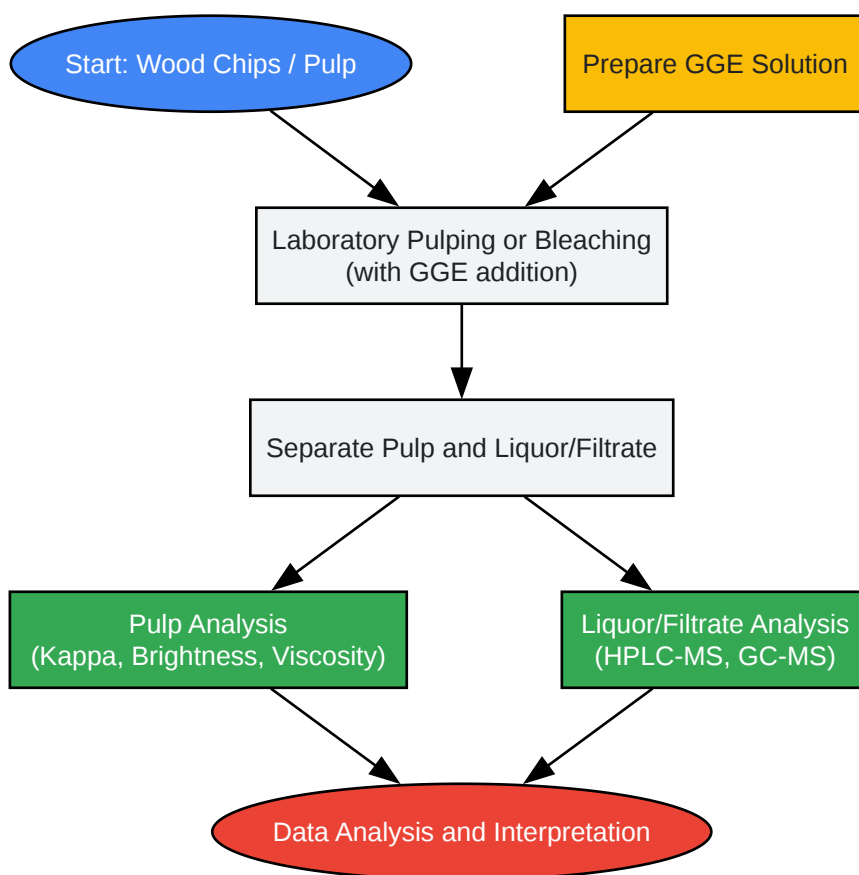 Start: Wood Chips / Pulp
Prepare GGE Solution
Laboratory Pulping or Bleaching
(with GGE addition)
Separate Pulp and Liquor/Filtrate
Pulp Analysis
(Kappa, Brightness, Viscosity)
Liquor/Filtrate Analysis
(HPLC-MS, GC-MS)
Data Analysis and Interpretation